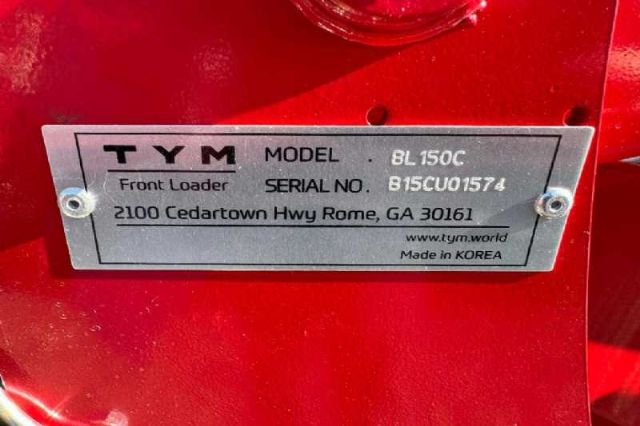 TYM MODEL . BL150C
Front Loader SERIAL NO. B15CU01574
2100 Cedartown Hwy Rome, GA 30161
www.tym.world
Made in KOREA